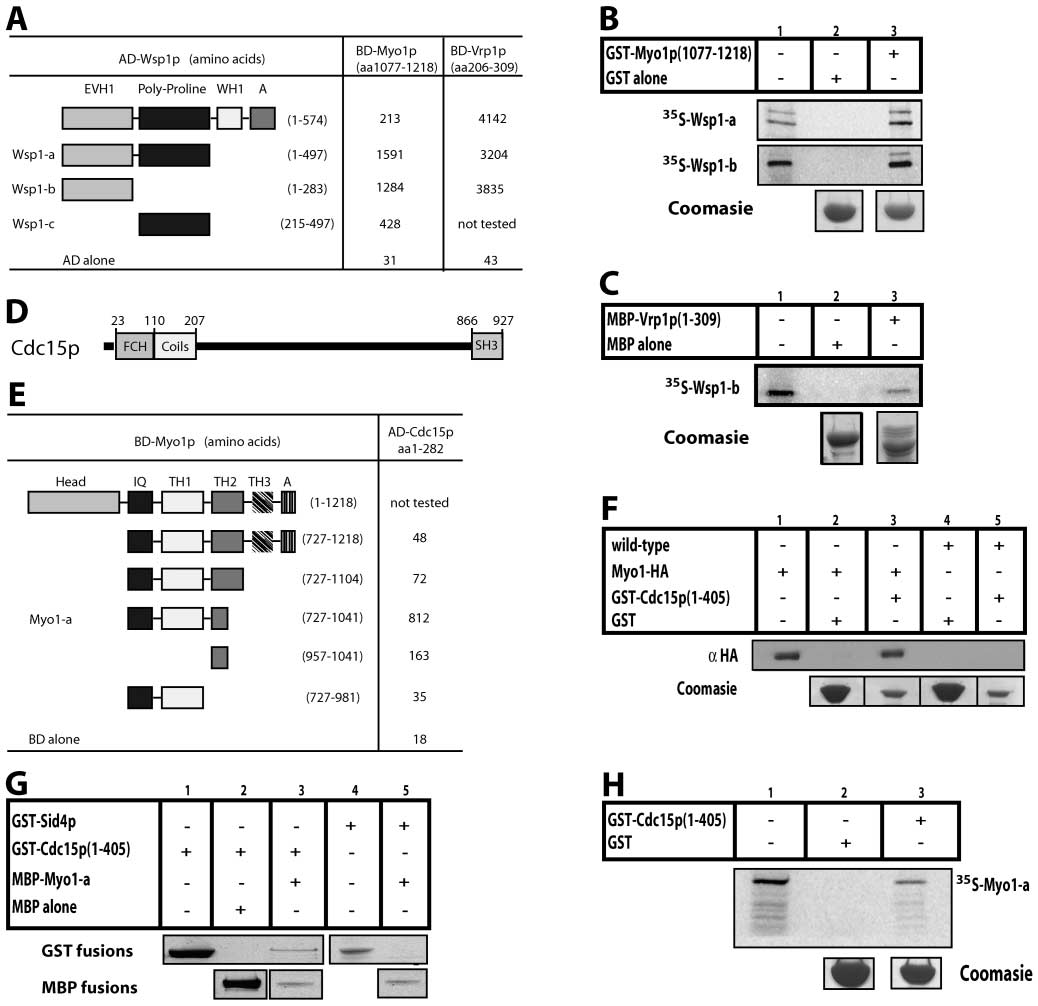 A
AD-Wsp1p (amino acids) BD-Myo1p (aa1077-1218) BD-Vrp1p (aa206-309)
EVH1 Poly-Proline WH1 A
(1-574) 213 4142
Wsp1-a (1-497) 1591 3204
Wsp1-b (1-283) 1284 3835
Wsp1-c (215-497) 428 not tested
AD alone 31 43
B
1 2 3
GST-Myo1p(1077-1218) - - +
GST alone - + -
35S-Wsp1-a
35S-Wsp1-b
Coomasie
C
1 2 3
MBP-Vrp1p(1-309) - - +
MBP alone - + -
35S-Wsp1-b
Coomasie
D
23 110 207 866 927
Cdc15p FCH Coils SH3
E
BD-Myo1p (amino acids) AD-Cdc15p aa1-282
Head IQ TH1 TH2 TH3 A
(1-1218) not tested
(727-1218) 48
(727-1104) 72
Myo1-a (727-1041) 812
(957-1041) 163
(727-981) 35
BD alone 18
F
1 2 3 4 5
wild-type - - - + +
Myo1-HA + + + - -
GST-Cdc15p(1-405) - - + - +
GST - + - + -
α HA
Coomasie
G
1 2 3 4 5
GST-Sid4p - - - + +
GST-Cdc15p(1-405) + + + - -
MBP-Myo1-a - - + - +
MBP alone - + - - -
GST fusions
MBP fusions
H
1 2 3
GST-Cdc15p(1-405) - - +
GST - + -
35S-Myo1-a
Coomasie